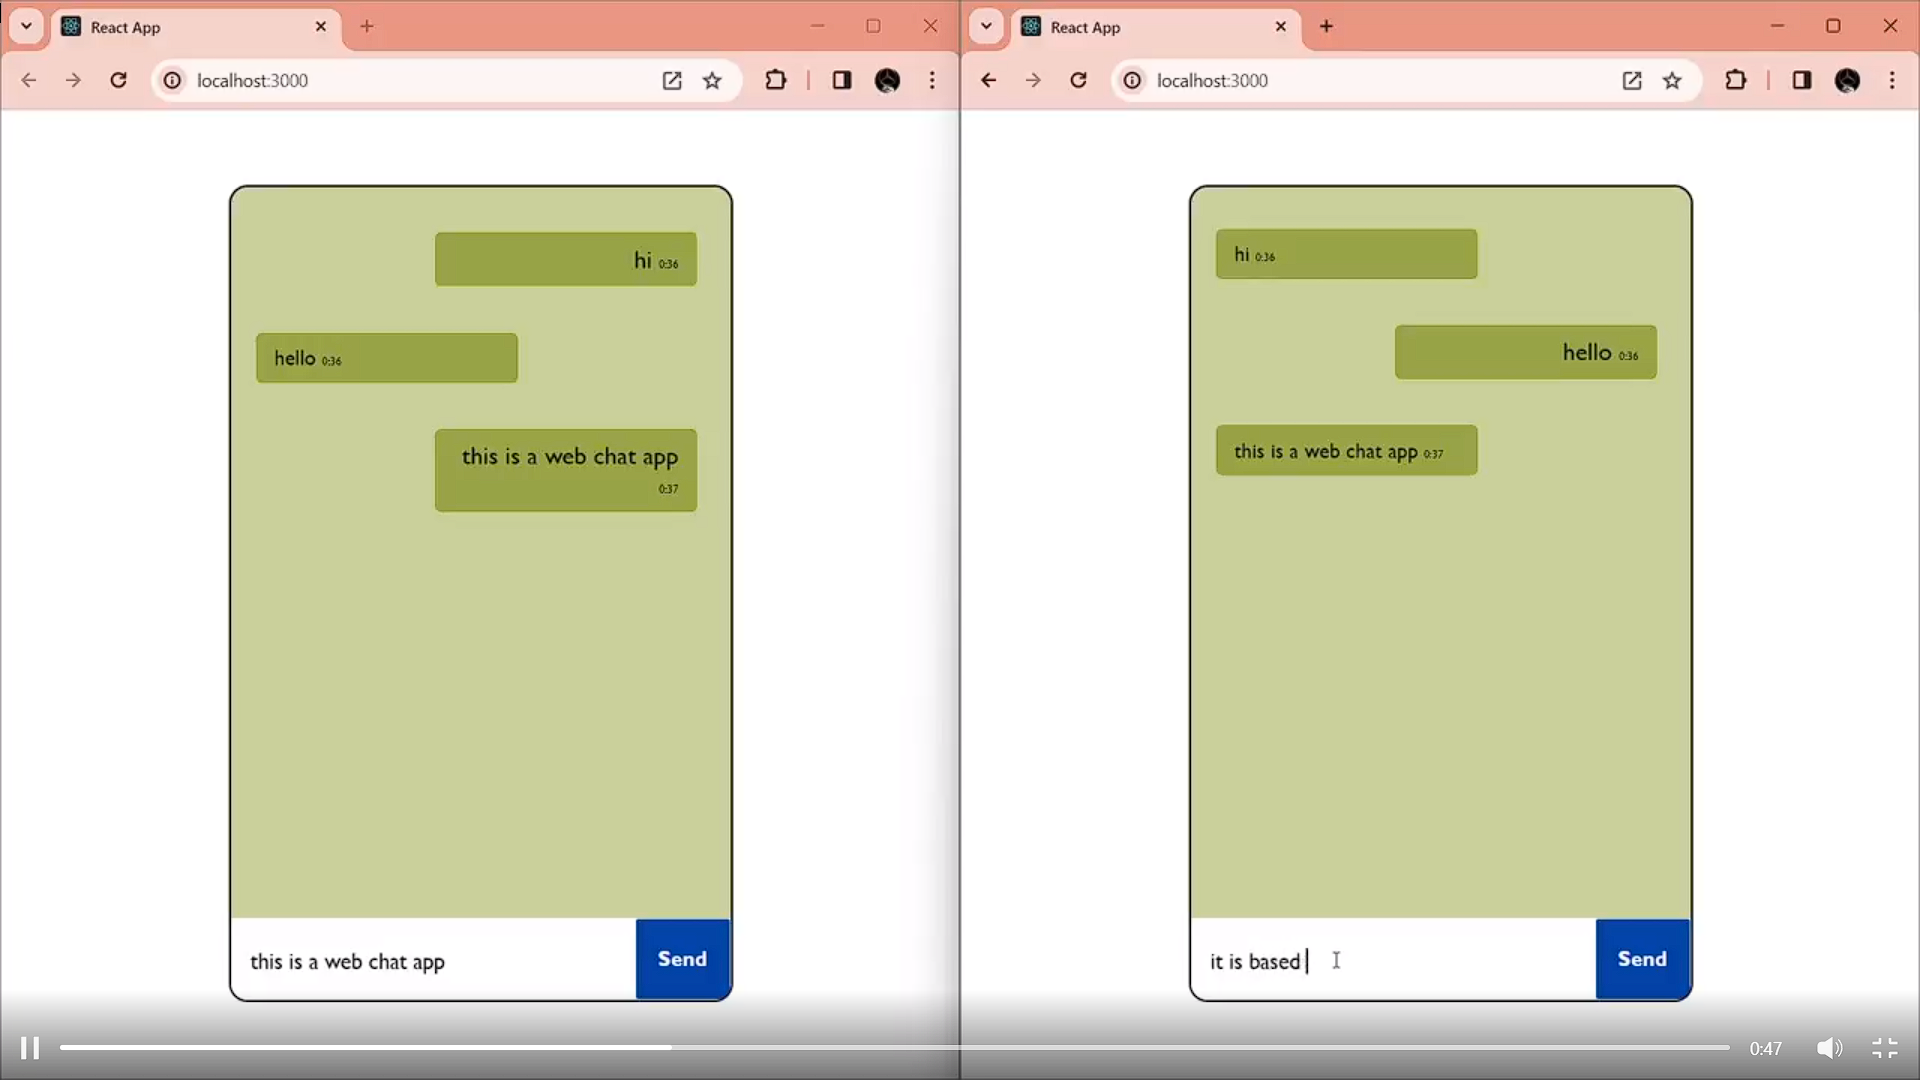 React App
localhost:3000
hi 0:36
hello 0:36
this is a web chat app
0:37
this is a web chat app
Send
React App
localhost:3000
hi 0:36
hello 0:36
this is a web chat app 0:37
it is based
Send
0:47